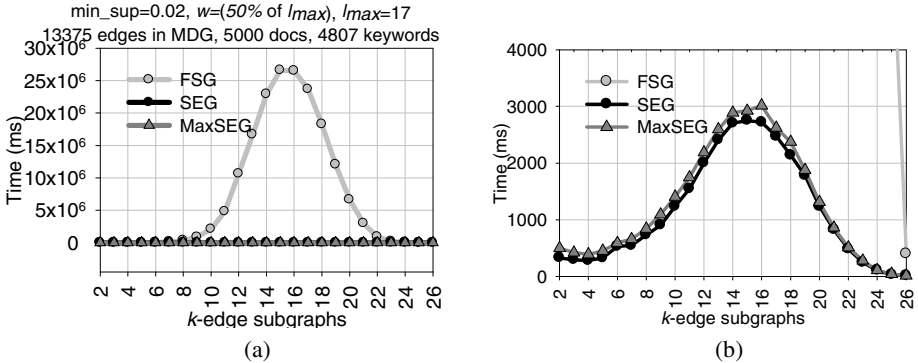 min_sup=0.02, w=(50% of l_max), l_max=17
13375 edges in MDG, 5000 docs, 4807 keywords
30x10⁶
25x10⁶
20x10⁶
15x10⁶
10x10⁶
5x10⁶
0
Time (ms)
FSG
SEG
MaxSEG
2 4 6 8 10 12 14 16 18 20 22 24 26
k-edge subgraphs
(a)
4000
3000
2000
1000
0
Time (ms)
FSG
SEG
MaxSEG
2 4 6 8 10 12 14 16 18 20 22 24 26
k-edge subgraphs
(b)